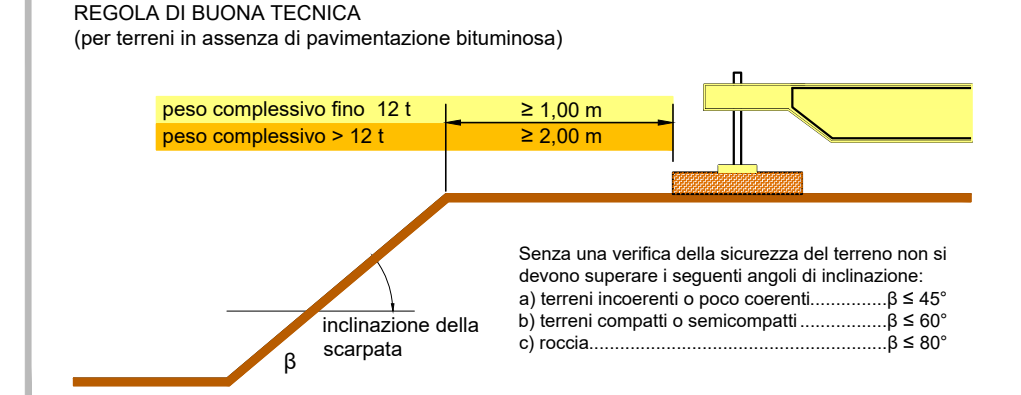 REGOLA DI BUONA TECNICA
(per terreni in assenza di pavimentazione bituminosa)
peso complessivo fino 12 t ≥ 1,00 m
peso complessivo > 12 t ≥ 2,00 m
Senza una verifica della sicurezza del terreno non si
devono superare i seguenti angoli di inclinazione:
a) terreni incoerenti o poco coerenti...............β ≤ 45°
b) terreni compatti o semicompatti.................β ≤ 60°
c) roccia..........................................................β ≤ 80°
inclinazione della
scarpata
β